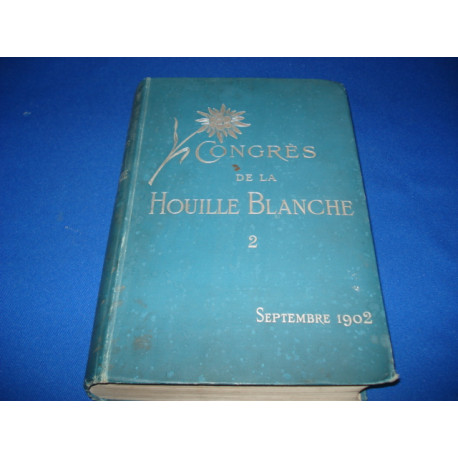 CONGRÈS
DE LA
HOUILLE BLANCHE
2
SEPTEMBRE 1902